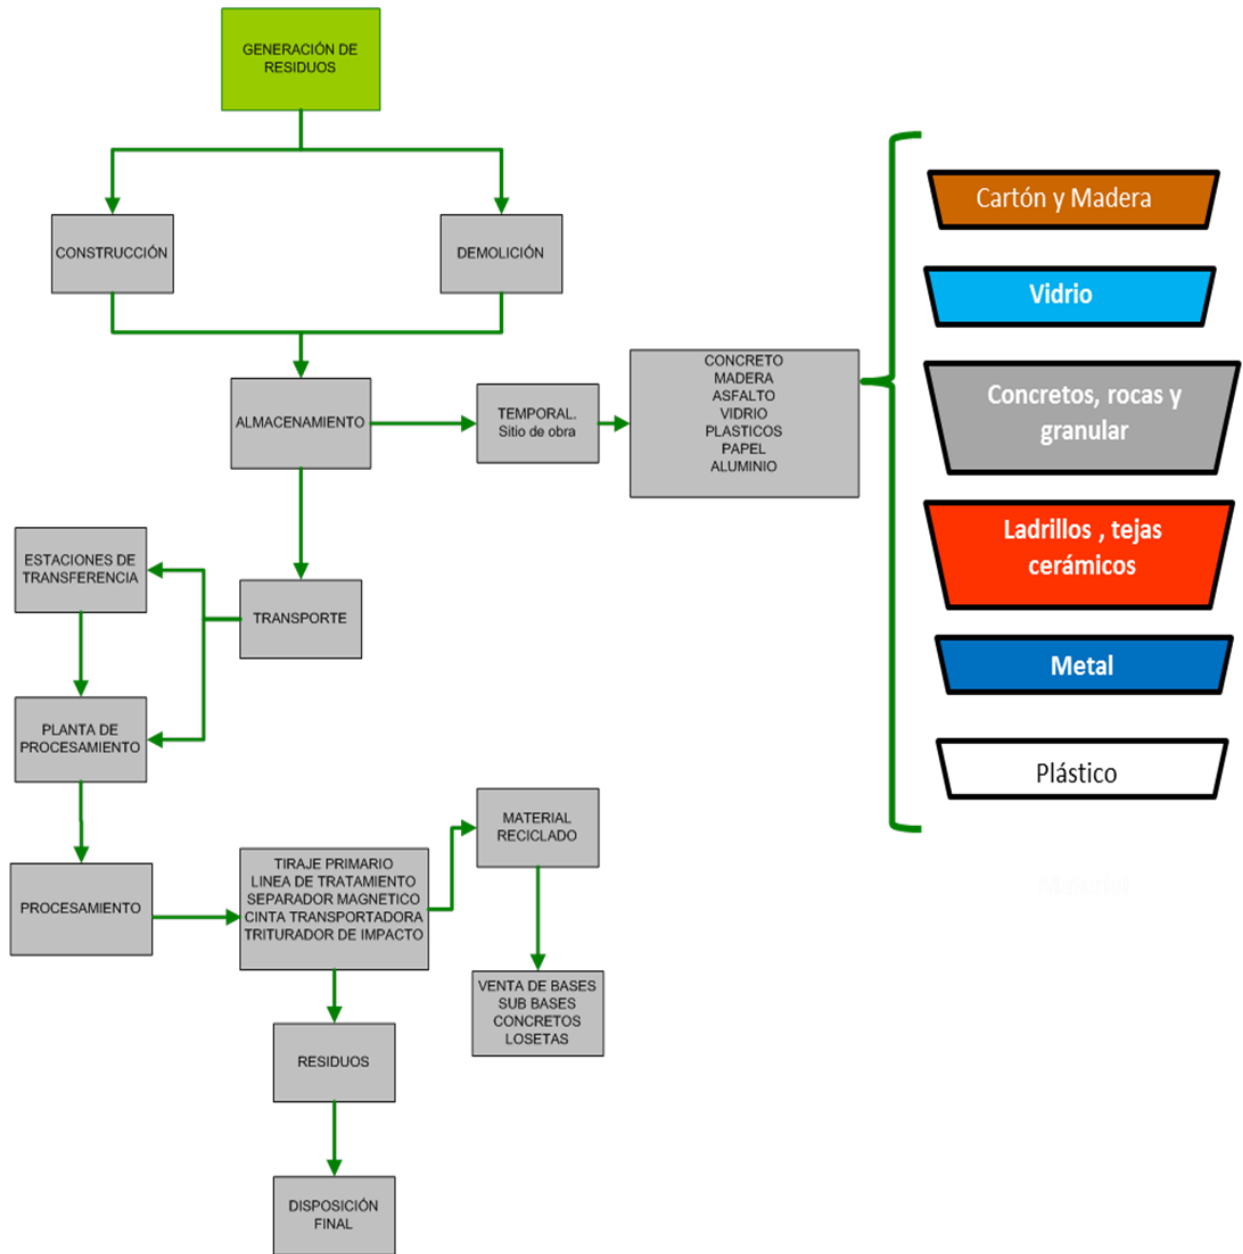 GENERACIÓN DE
RESIDUOS
CONSTRUCCIÓN
DEMOLICIÓN
ALMACENAMIENTO
TEMPORAL.
Sitio de obra
CONCRETO
MADERA
ASFALTO
VIDRIO
PLASTICOS
PAPEL
ALUMINIO
Cartón y Madera
Vidrio
Concretos, rocas y
granular
Ladrillos , tejas
cerámicos
Metal
Plástico
ESTACIONES DE
TRANSFERENCIA
TRANSPORTE
PLANTA DE
PROCESAMIENTO
PROCESAMIENTO
TIRAJE PRIMARIO
LINEA DE TRATAMIENTO
SEPARADOR MAGNETICO
CINTA TRANSPORTADORA
TRITURADOR DE IMPACTO
MATERIAL
RECICLADO
VENTA DE BASES
SUB BASES
CONCRETOS
LOSETAS
RESIDUOS
DISPOSICIÓN
FINAL